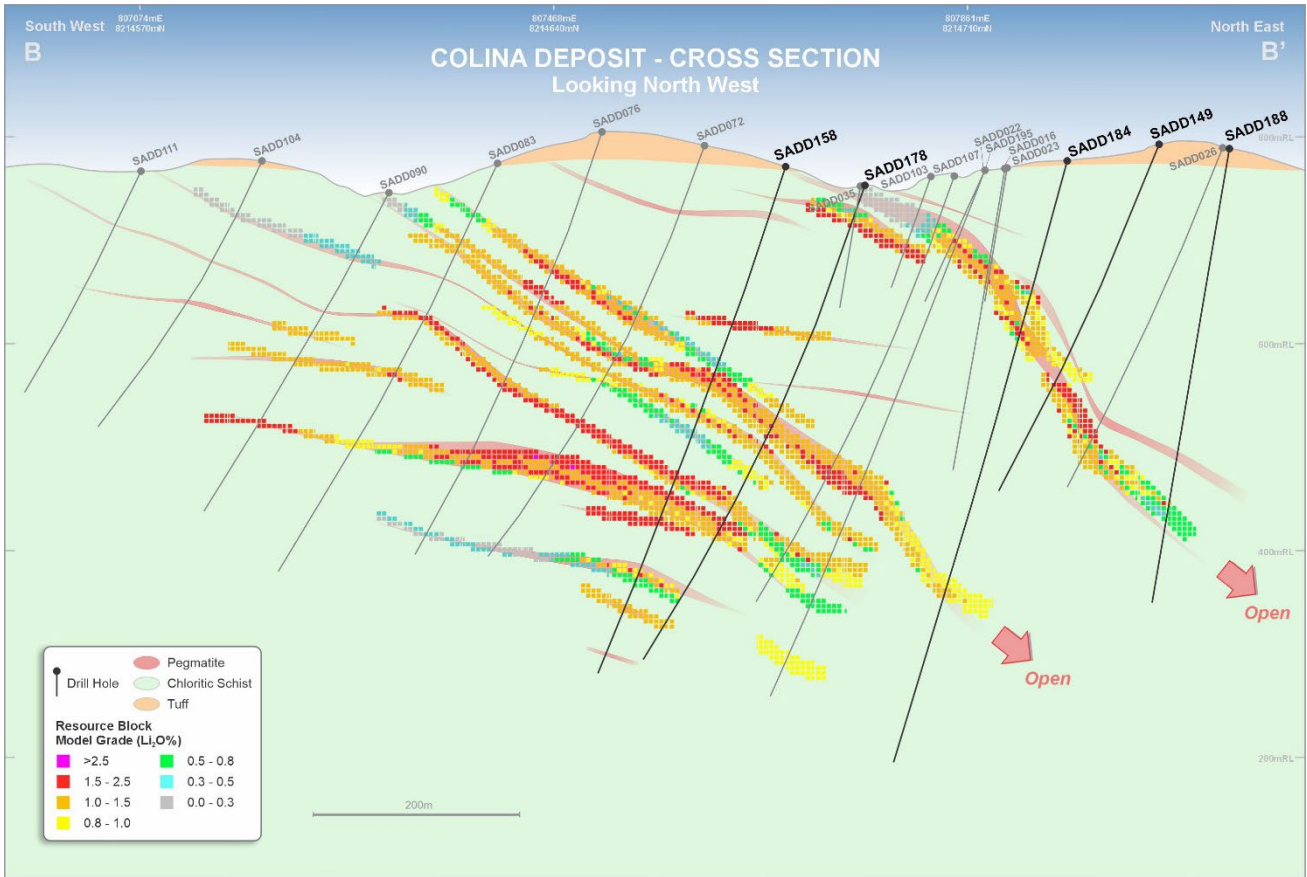 807074mE
8214570mN
807468mE
8214640mN
807861mE
8214710mN
South West
North East
B
B'
COLINA DEPOSIT - CROSS SECTION
Looking North West
SADD111
SADD104
SADD090
SADD083
SADD076
SADD072
SADD158
SADD035
SADD178
SADD103
SADD107
SADD022
SADD195
SADD016
SADD023
SADD184
SADD149
SADD026
SADD188
800mRL
600mRL
400mRL
200mRL
Open
Open
Drill Hole
Pegmatite
Chloritic Schist
Tuff
Resource Block
Model Grade (Li₂O%)
>2.5
0.5 - 0.8
1.5 - 2.5
0.3 - 0.5
1.0 - 1.5
0.0 - 0.3
0.8 - 1.0
200m